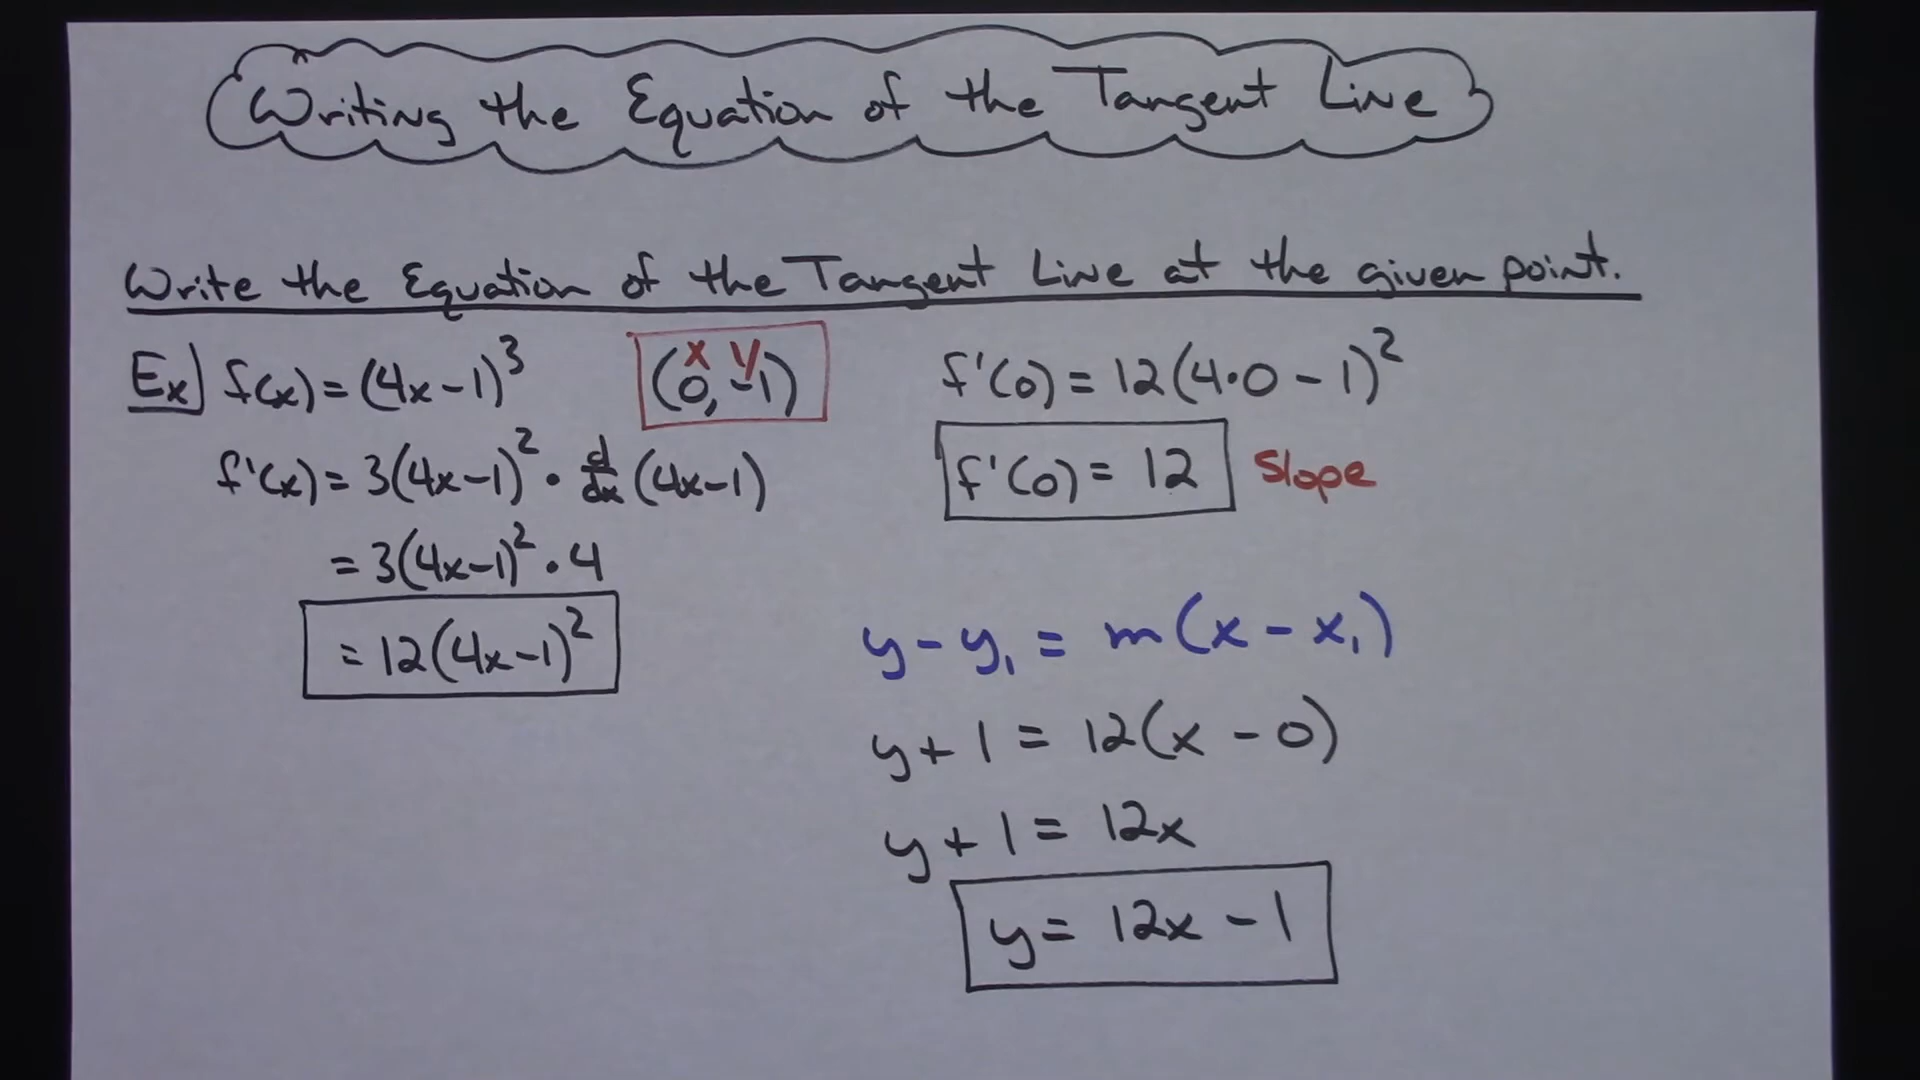 Writing the Equation of the Tangent Line
Write the Equation of the Tangent Line at the given point.
Ex) f(x) = (4x-1)³
x y
(0, -1)
f'(x) = 3(4x-1)² · d/dx (4x-1)
= 3(4x-1)² · 4
= 12(4x-1)²
f'(0) = 12(4·0 - 1)²
f'(0) = 12 Slope
y - y₁ = m(x - x₁)
y + 1 = 12(x - 0)
y + 1 = 12x
y = 12x - 1